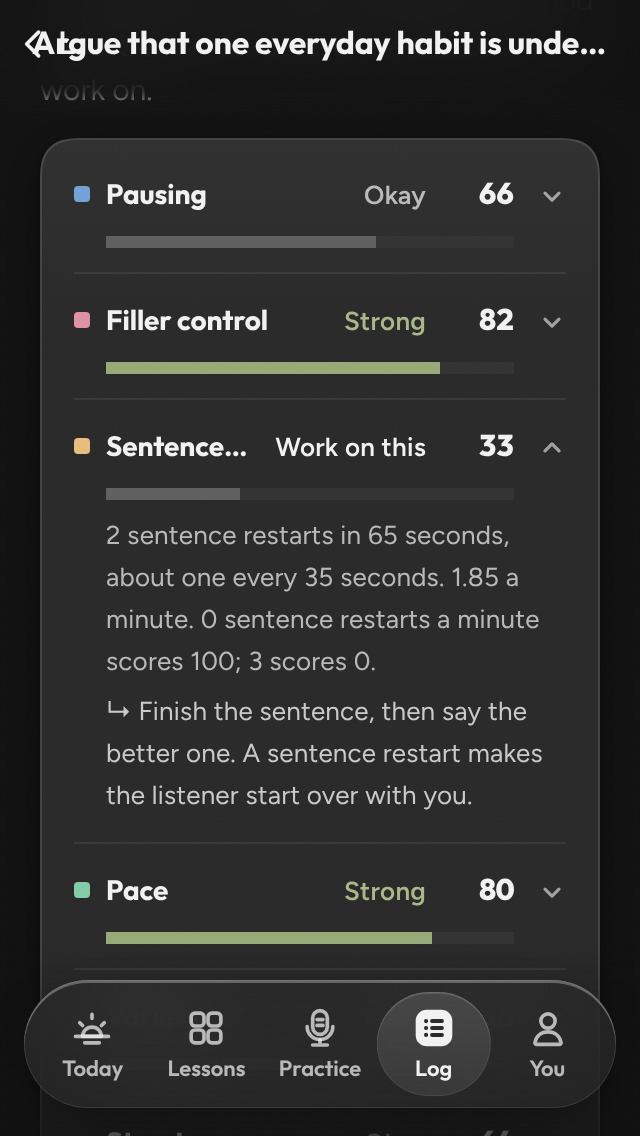 Argue that one everyday habit is unde...
work on.
Pausing Okay 66
Filler control Strong 82
Sentence... Work on this 33
2 sentence restarts in 65 seconds,
about one every 35 seconds. 1.85 a
minute. 0 sentence restarts a minute
scores 100; 3 scores 0.
↳ Finish the sentence, then say the
better one. A sentence restart makes
the listener start over with you.
Pace Strong 80
Today Lessons Practice Log You